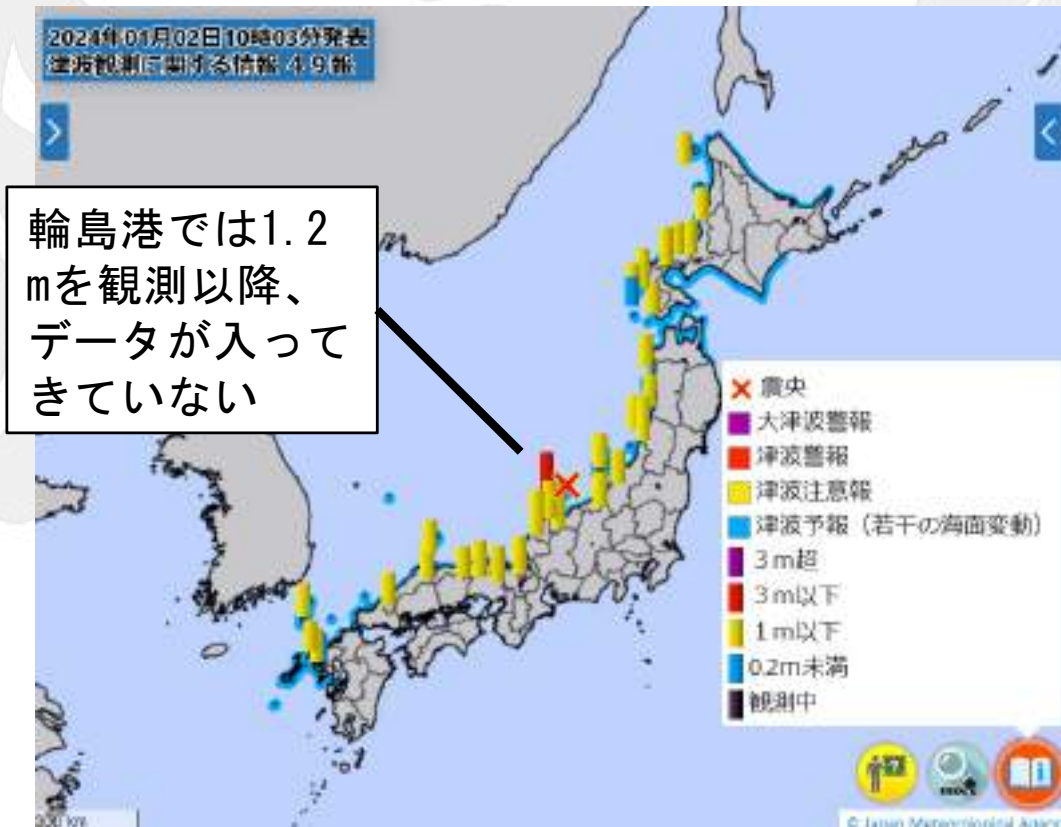 2024年01月02日10時03分発表
津波観測に関する情報 49報
輪島港では1.2
mを観測以降、
データが入って
きていない
震央
大津波警報
津波警報
津波注意報
津波予報（若干の海面変動）
3m超
3m以下
1m以下
0.2m未満
観測中
© Japan Meteorological Agency